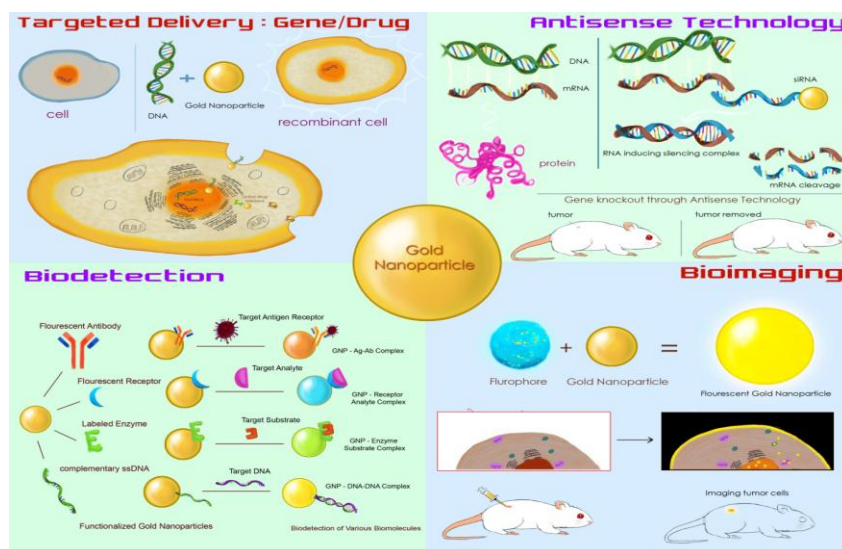 Targeted Delivery : Gene/Drug
cell
DNA
Gold Nanoparticle
recombinant cell
Antisense Technology
DNA
mRNA
siRNA
protein
RNA inducing silencing complex
mRNA cleavage
Gene knockout through Antisense Technology
tumor
tumor removed
Gold
Nanoparticle
Biodetection
Flourescent Antibody
Target Antigen Receptor
GNP - Ag-Ab Complex
Flourescent Receptor
Target Analyte
GNP - Receptor
Analyte Complex
Labeled Enzyme
Target Substrate
GNP - Enzyme
Substrate Complex
complementary ssDNA
Target DNA
GNP - DNA-DNA Complex
Functionalized Gold Nanoparticles
Biodetection of Various Biomolecules
Bioimaging
+
=
Flurophore
Gold Nanoparticle
Flourescent Gold Nanoparticle
Imaging tumor cells